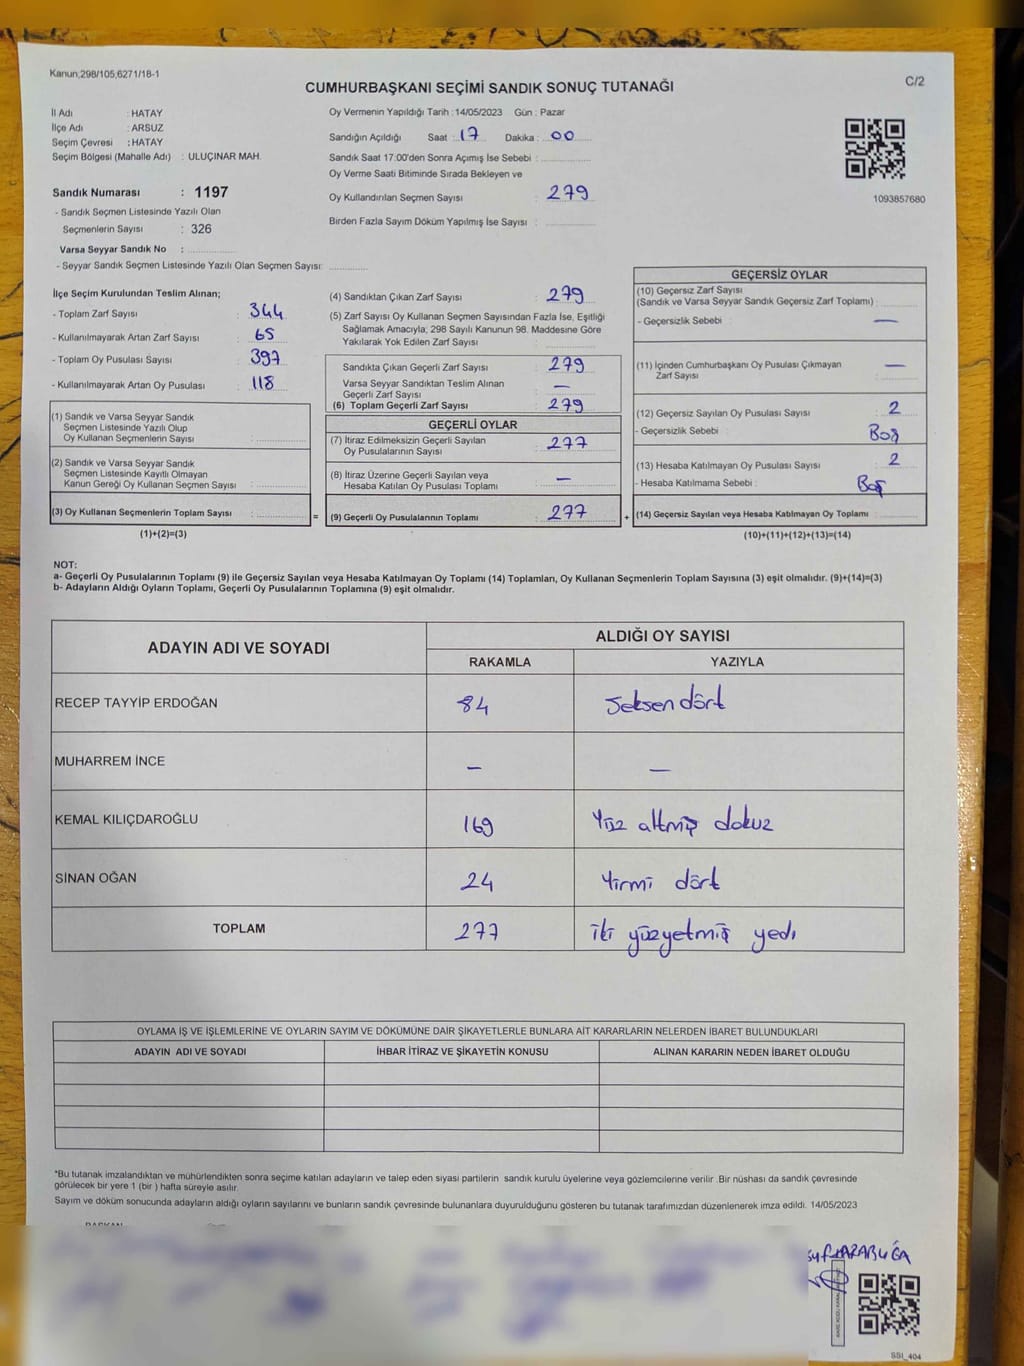 Kanun;298/105,6271/18-1
C/2
CUMHURBAŞKANI SEÇİMİ SANDIK SONUÇ TUTANAĞI
İl Adı : HATAY
İlçe Adı : ARSUZ
Seçim Çevresi : HATAY
Seçim Bölgesi (Mahalle Adı) : ULUÇINAR MAH.
Sandık Numarası : 1197
- Sandık Seçmen Listesinde Yazılı Olan
Seçmenlerin Sayısı : 326
Varsa Seyyar Sandık No :
- Seyyar Sandık Seçmen Listesinde Yazılı Olan Seçmen Sayısı:
Oy Vermenin Yapıldığı Tarih : 14/05/2023 Gün : Pazar
Sandığın Açıldığı Saat : 17 Dakika : 00
Sandık Saat 17:00'den Sonra Açımış İse Sebebi :
Oy Verme Saati Bitiminde Sırada Bekleyen ve
Oy Kullandırılan Seçmen Sayısı : 279
Birden Fazla Sayım Döküm Yapılmış İse Sayısı :
1093857680
İlçe Seçim Kurulundan Teslim Alınan;
- Toplam Zarf Sayısı : 344
- Kullanılmayarak Artan Zarf Sayısı : 65
- Toplam Oy Pusulası Sayısı : 397
- Kullanılmayarak Artan Oy Pusulası : 118
(1) Sandık ve Varsa Seyyar Sandık
Seçmen Listesinde Yazılı Olup
Oy Kullanan Seçmenlerin Sayısı :
(2) Sandık ve Varsa Seyyar Sandık
Seçmen Listesinde Kayıtlı Olmayan
Kanun Gereği Oy Kullanan Seçmen Sayısı :
(3) Oy Kullanan Seçmenlerin Toplam Sayısı :
(1)+(2)=(3)
=
(4) Sandıktan Çıkan Zarf Sayısı : 279
(5) Zarf Sayısı Oy Kullanan Seçmen Sayısından Fazla İse, Eşitliği
Sağlamak Amacıyla; 298 Sayılı Kanunun 98. Maddesine Göre
Yakılarak Yok Edilen Zarf Sayısı :
Sandıkta Çıkan Geçerli Zarf Sayısı : 279
Varsa Seyyar Sandıktan Teslim Alınan
Geçerli Zarf Sayısı : —
(6) Toplam Geçerli Zarf Sayısı : 279
GEÇERLİ OYLAR
(7) İtiraz Edilmeksizin Geçerli Sayılan
Oy Pusulalarının Sayısı : 277
(8) İtiraz Üzerine Geçerli Sayılan veya
Hesaba Katılan Oy Pusulası Toplamı : —
(9) Geçerli Oy Pusulalarının Toplamı : 277
+
GEÇERSİZ OYLAR
(10) Geçersiz Zarf Sayısı
(Sandık ve Varsa Seyyar Sandık Geçersiz Zarf Toplamı) :
- Geçersizlik Sebebi : —
(11) İçinden Cumhurbaşkanı Oy Pusulası Çıkmayan
Zarf Sayısı : —
(12) Geçersiz Sayılan Oy Pusulası Sayısı : 2
- Geçersizlik Sebebi : Boş
(13) Hesaba Katılmayan Oy Pusulası Sayısı : 2
- Hesaba Katılmama Sebebi : Boş
(14) Geçersiz Sayılan veya Hesaba Katılmayan Oy Toplamı :
(10)+(11)+(12)+(13)=(14)
NOT:
a- Geçerli Oy Pusulalarının Toplamı (9) ile Geçersiz Sayılan veya Hesaba Katılmayan Oy Toplamı (14) Toplamları, Oy Kullanan Seçmenlerin Toplam Sayısına (3) eşit olmalıdır. (9)+(14)=(3)
b- Adayların Aldığı Oyların Toplamı, Geçerli Oy Pusulalarının Toplamına (9) eşit olmalıdır.
ADAYIN ADI VE SOYADI ALDIĞI OY SAYISI
RAKAMLA YAZIYLA
RECEP TAYYİP ERDOĞAN 84 Seksen dört
MUHARREM İNCE — —
KEMAL KILIÇDAROĞLU 169 Yüz altmış dokuz
SİNAN OĞAN 24 Yirmi dört
TOPLAM 277 iki yüzyetmiş yedi
OYLAMA İŞ VE İŞLEMLERİNE VE OYLARIN SAYIM VE DÖKÜMÜNE DAİR ŞİKAYETLERLE BUNLARA AİT KARARLARIN NELERDEN İBARET BULUNDUKLARI
ADAYIN ADI VE SOYADI İHBAR İTİRAZ VE ŞİKAYETİN KONUSU ALINAN KARARIN NEDEN İBARET OLDUĞU
*Bu tutanak imzalandıktan ve mühürlendikten sonra seçime katılan adayların ve talep eden siyasi partilerin sandık kurulu üyelerine veya gözlemcilerine verilir .Bir nüshası da sandık çevresinde
görülecek bir yere 1 (bir ) hafta süreyle asılır.
Sayım ve döküm sonucunda adayların aldığı oyların sayılarını ve bunların sandık çevresinde bulunanlara duyurulduğunu gösteren bu tutanak tarafımızdan düzenlenerek imza edildi. 14/05/2023
BAŞKAN
KARABUĞA
SSI_404